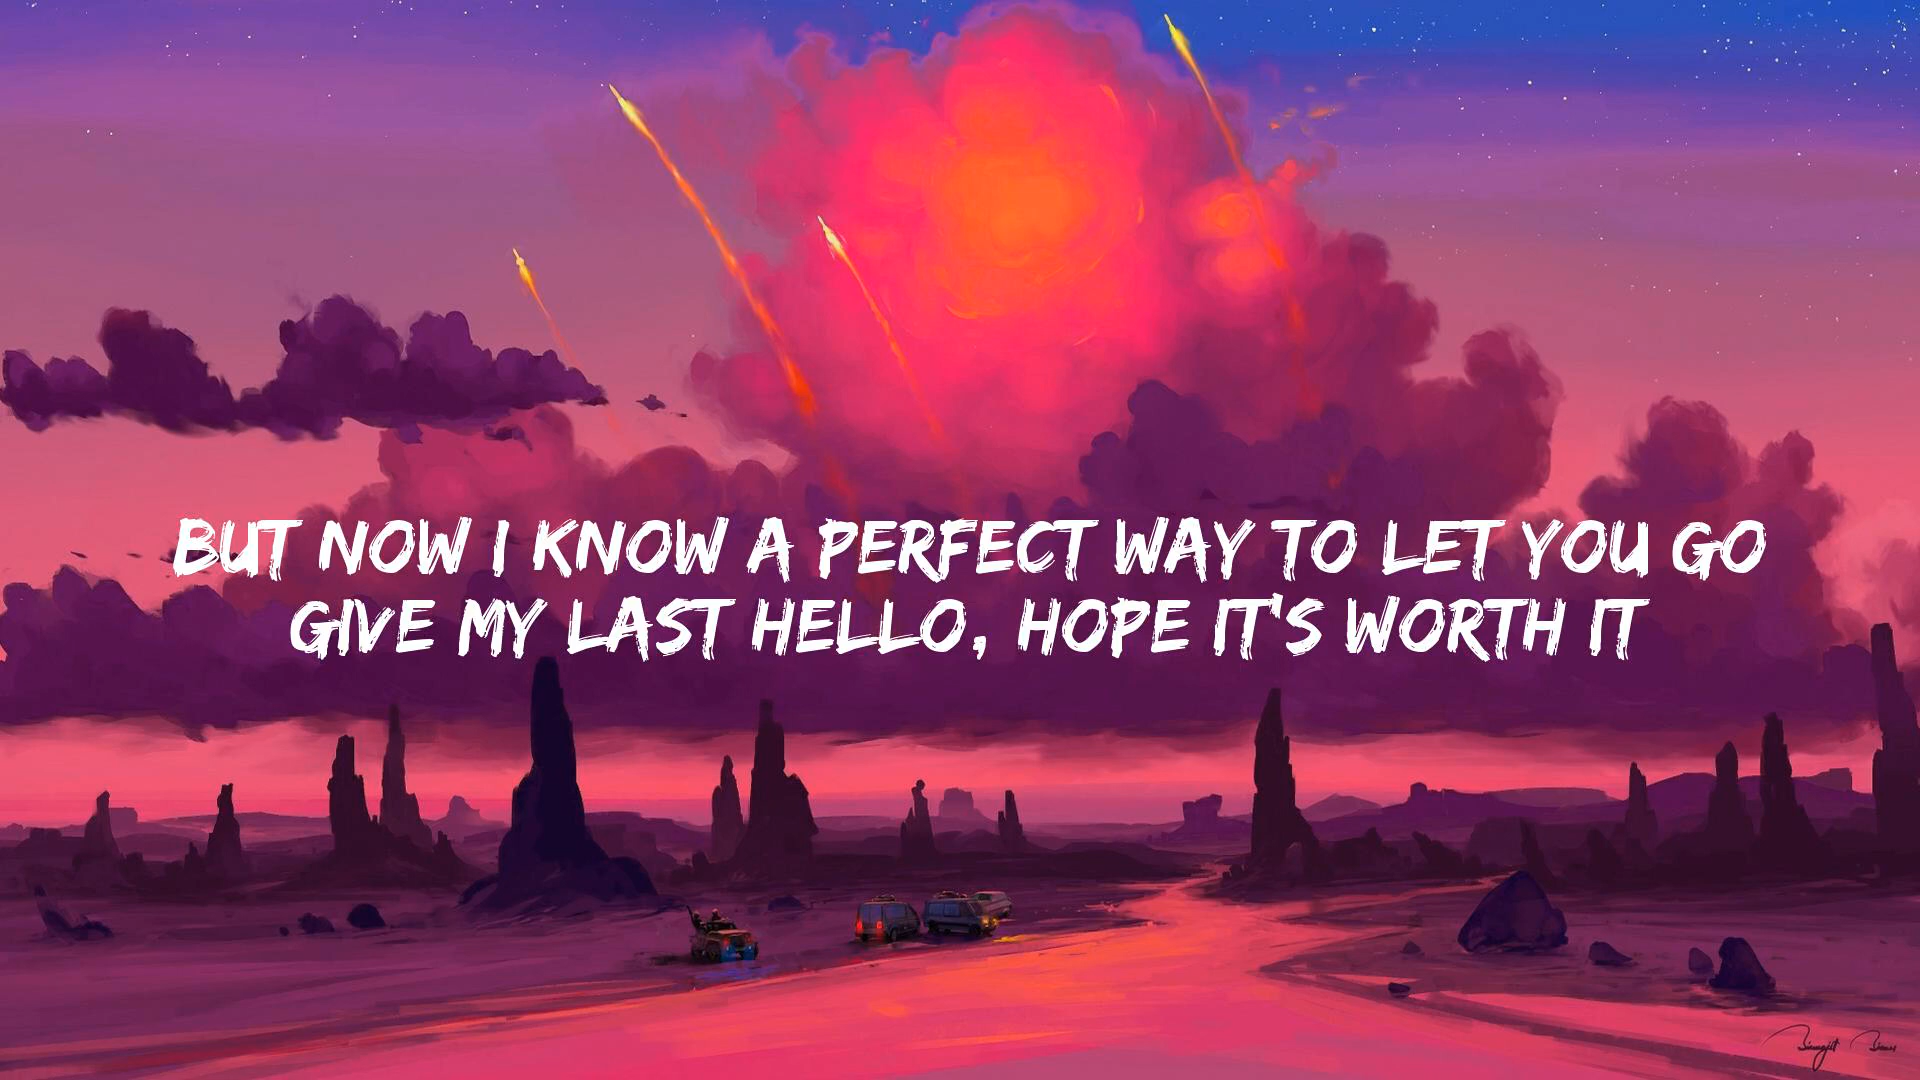 BUT NOW I KNOW A PERFECT WAY TO LET YOU GO
GIVE MY LAST HELLO, HOPE IT'S WORTH IT